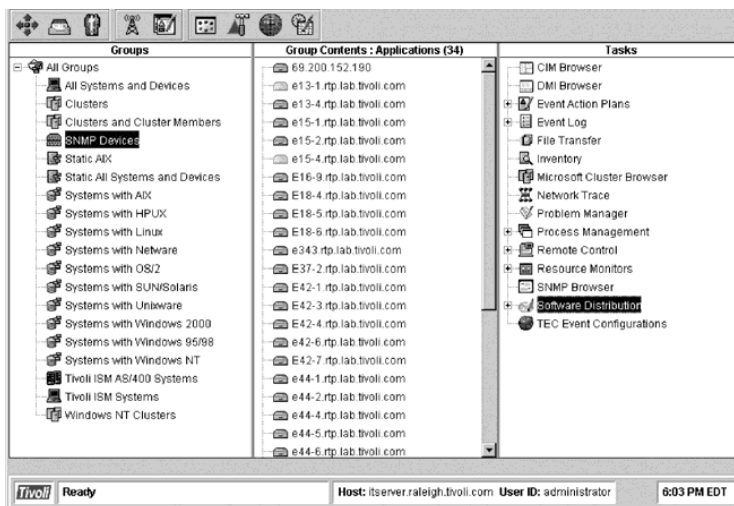 Groups
All Groups
All Systems and Devices
Clusters
Clusters and Cluster Members
SNMP Devices
Static AIX
Static All Systems and Devices
Systems with AIX
Systems with HPUX
Systems with Linux
Systems with Netware
Systems with OS/2
Systems with SUN/Solaris
Systems with Unixware
Systems with Windows 2000
Systems with Windows 95/98
Systems with Windows NT
Tivoli ISM AS/400 Systems
Tivoli ISM Systems
Windows NT Clusters
Group Contents : Applications (34)
69.200.152.190
e13-1.rtp.lab.tivoli.com
e13-4.rtp.lab.tivoli.com
e15-1.rtp.lab.tivoli.com
e15-2.rtp.lab.tivoli.com
e15-4.rtp.lab.tivoli.com
E16-9.rtp.lab.tivoli.com
E18-4.rtp.lab.tivoli.com
E18-5.rtp.lab.tivoli.com
E18-6.rtp.lab.tivoli.com
e343.rtp.lab.tivoli.com
E37-2.rtp.lab.tivoli.com
E42-1.rtp.lab.tivoli.com
E42-3.rtp.lab.tivoli.com
E42-4.rtp.lab.tivoli.com
e42-6.rtp.lab.tivoli.com
E42-7.rtp.lab.tivoli.com
e44-1.rtp.lab.tivoli.com
e44-2.rtp.lab.tivoli.com
e44-4.rtp.lab.tivoli.com
e44-5.rtp.lab.tivoli.com
e44-6.rtp.lab.tivoli.com
Tasks
CIM Browser
DMI Browser
Event Action Plans
Event Log
File Transfer
Inventory
Microsoft Cluster Browser
Network Trace
Problem Manager
Process Management
Remote Control
Resource Monitors
SNMP Browser
Software Distribution
TEC Event Configurations
Tivoli Ready Host: itserver.raleigh.tivoli.com User ID: administrator 6:03 PM EDT